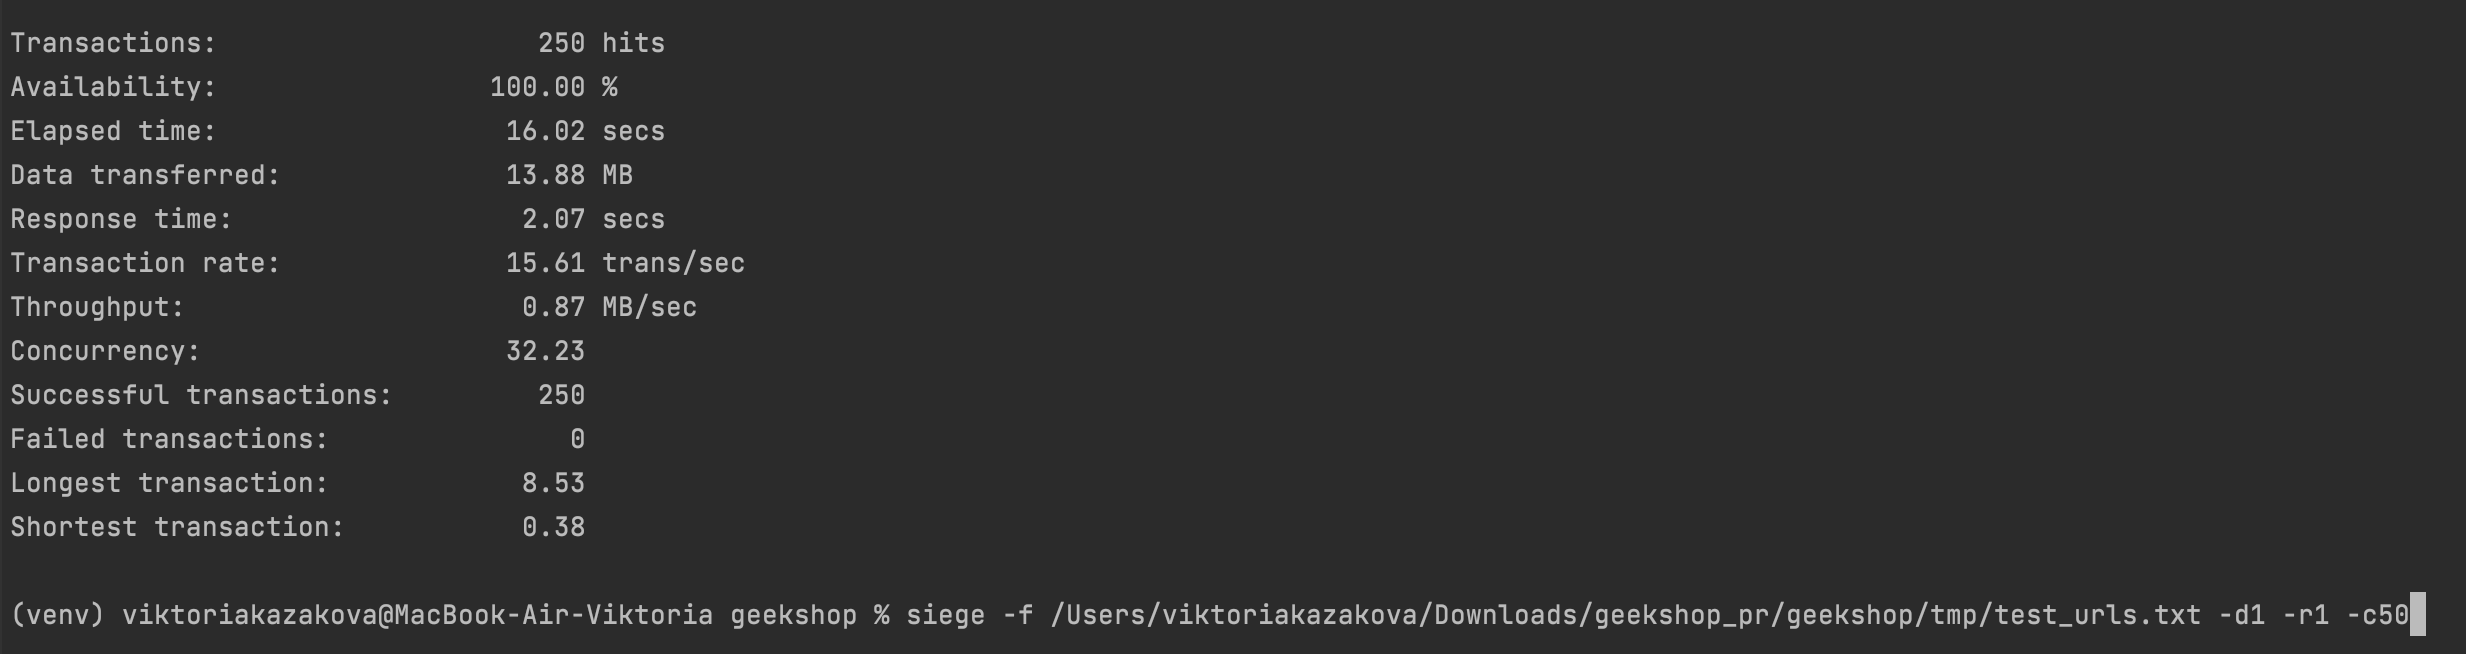 Transactions: 250 hits
Availability: 100.00 %
Elapsed time: 16.02 secs
Data transferred: 13.88 MB
Response time: 2.07 secs
Transaction rate: 15.61 trans/sec
Throughput: 0.87 MB/sec
Concurrency: 32.23
Successful transactions: 250
Failed transactions: 0
Longest transaction: 8.53
Shortest transaction: 0.38
(venv) viktoriakazakova@MacBook-Air-Viktoria geekshop % siege -f /Users/viktoriakazakova/Downloads/geekshop_pr/geekshop/tmp/test_urls.txt -d1 -r1 -c50